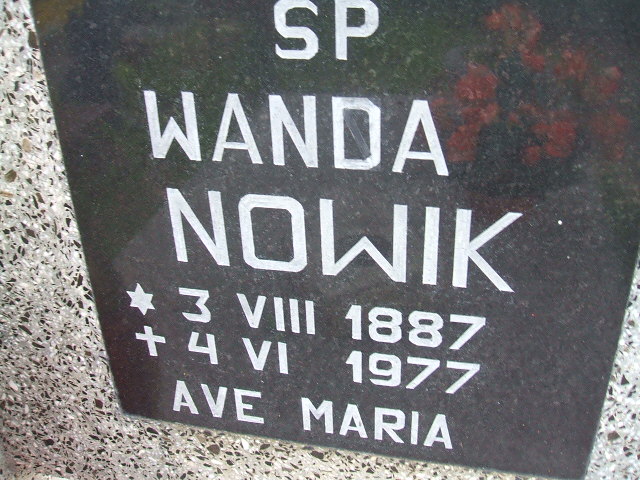 SP
WANDA
NOWIK
* 3 VIII 1887
+ 4 VI 1977
AVE MARIA